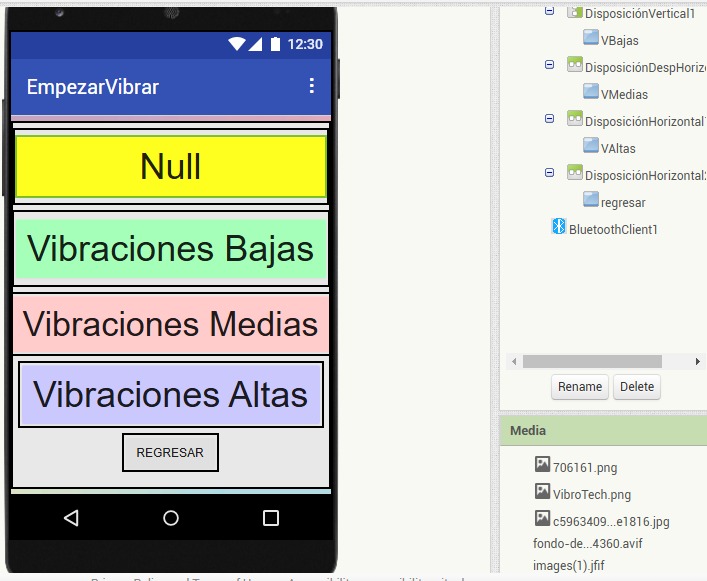 12:30
EmpezarVibrar
Null
Vibraciones Bajas
Vibraciones Medias
Vibraciones Altas
REGRESAR
DisposiciónVertical1
VBajas
DisposiciónDespHorizo
VMedias
DisposiciónHorizontal1
VAltas
DisposiciónHorizontal2
regresar
BluetoothClient1
Rename
Delete
Media
706161.png
VibroTech.png
c5963409...e1816.jpg
fondo-de...4360.avif
images(1).jfif